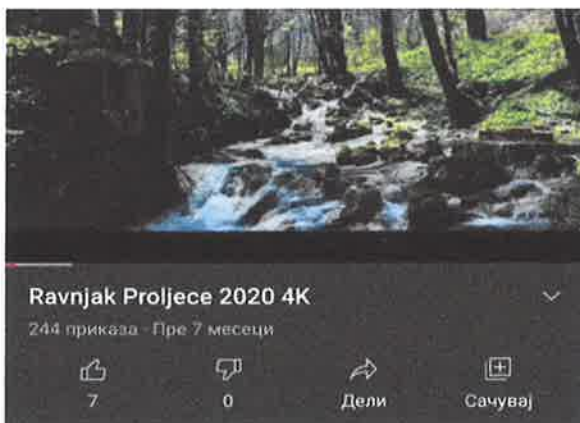 Ravnjak Proljece 2020 4K
244 приказа · Пре 7 месеци
7 0 Дели Сачувај